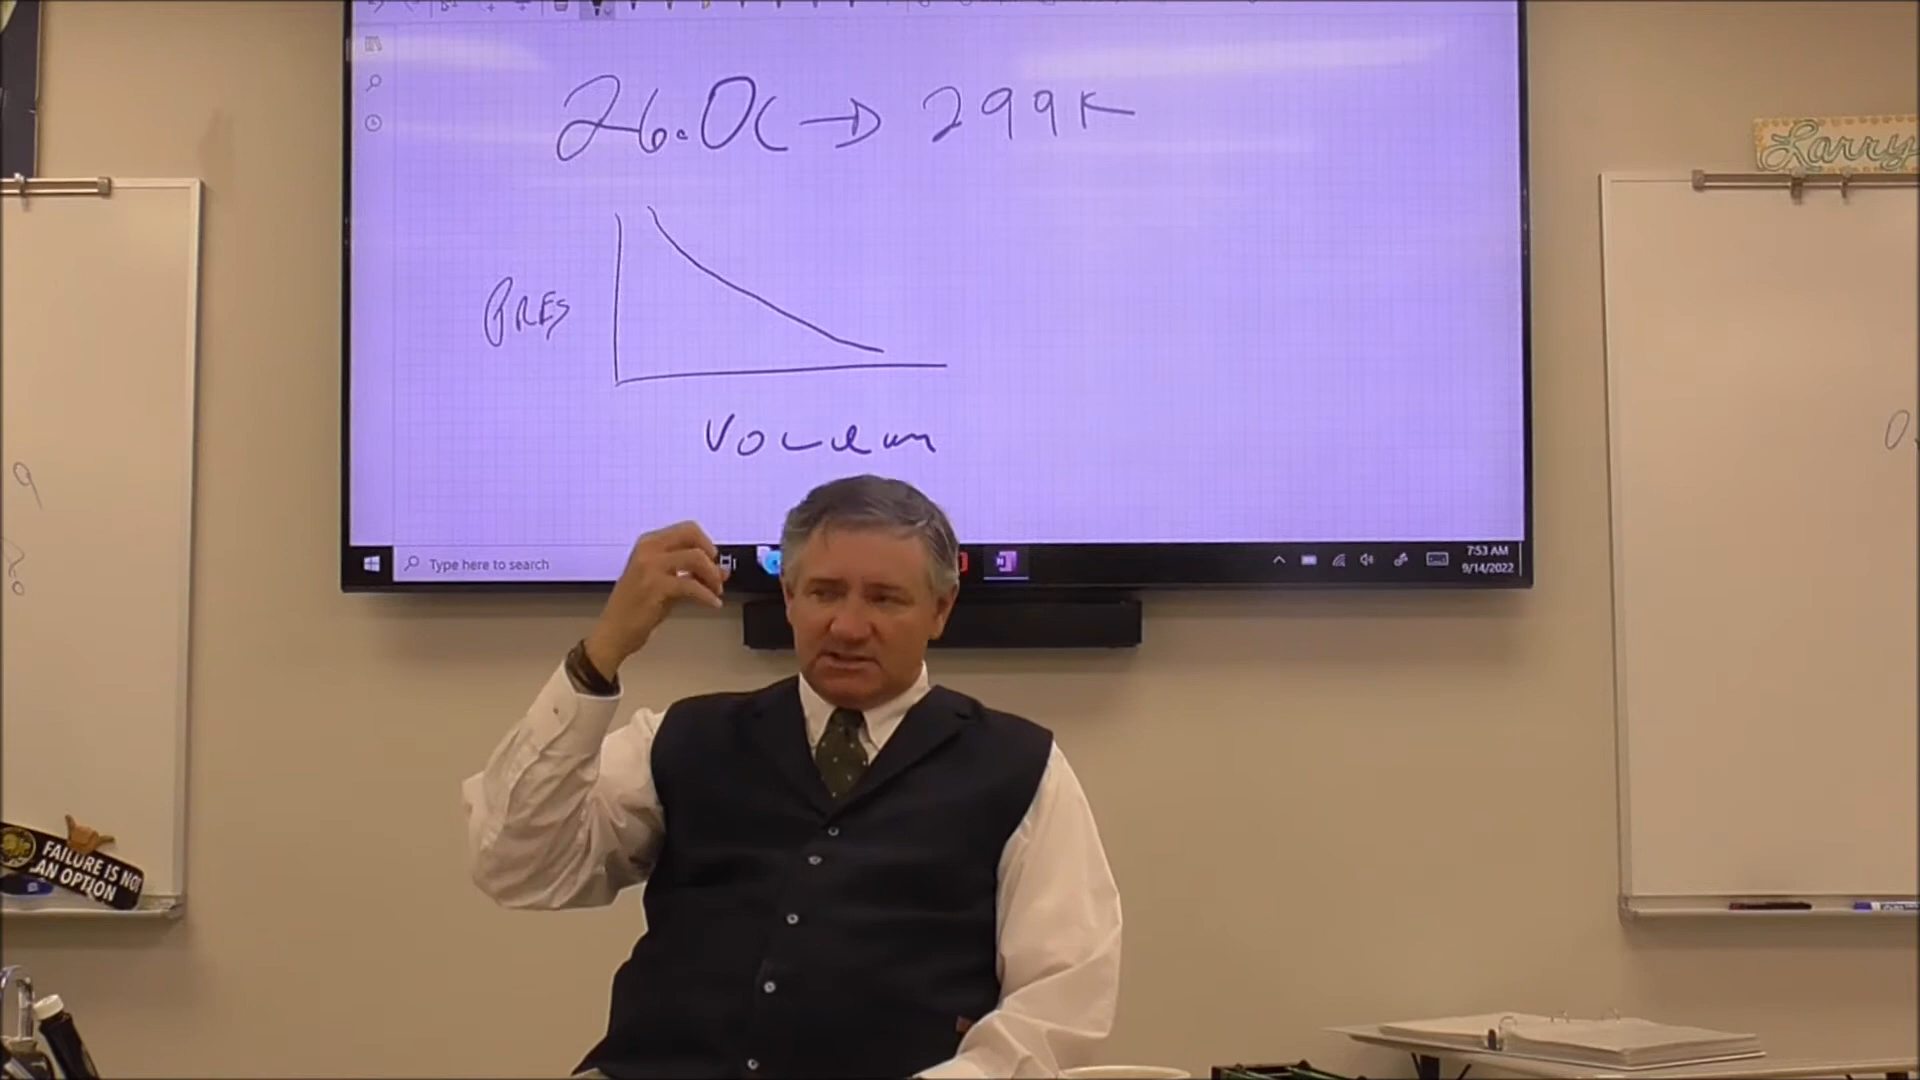 26.0C → 299K
PRES
Volum
Type here to search
7:53 AM
9/14/2022
Larry
FAILURE IS NOT
AN OPTION